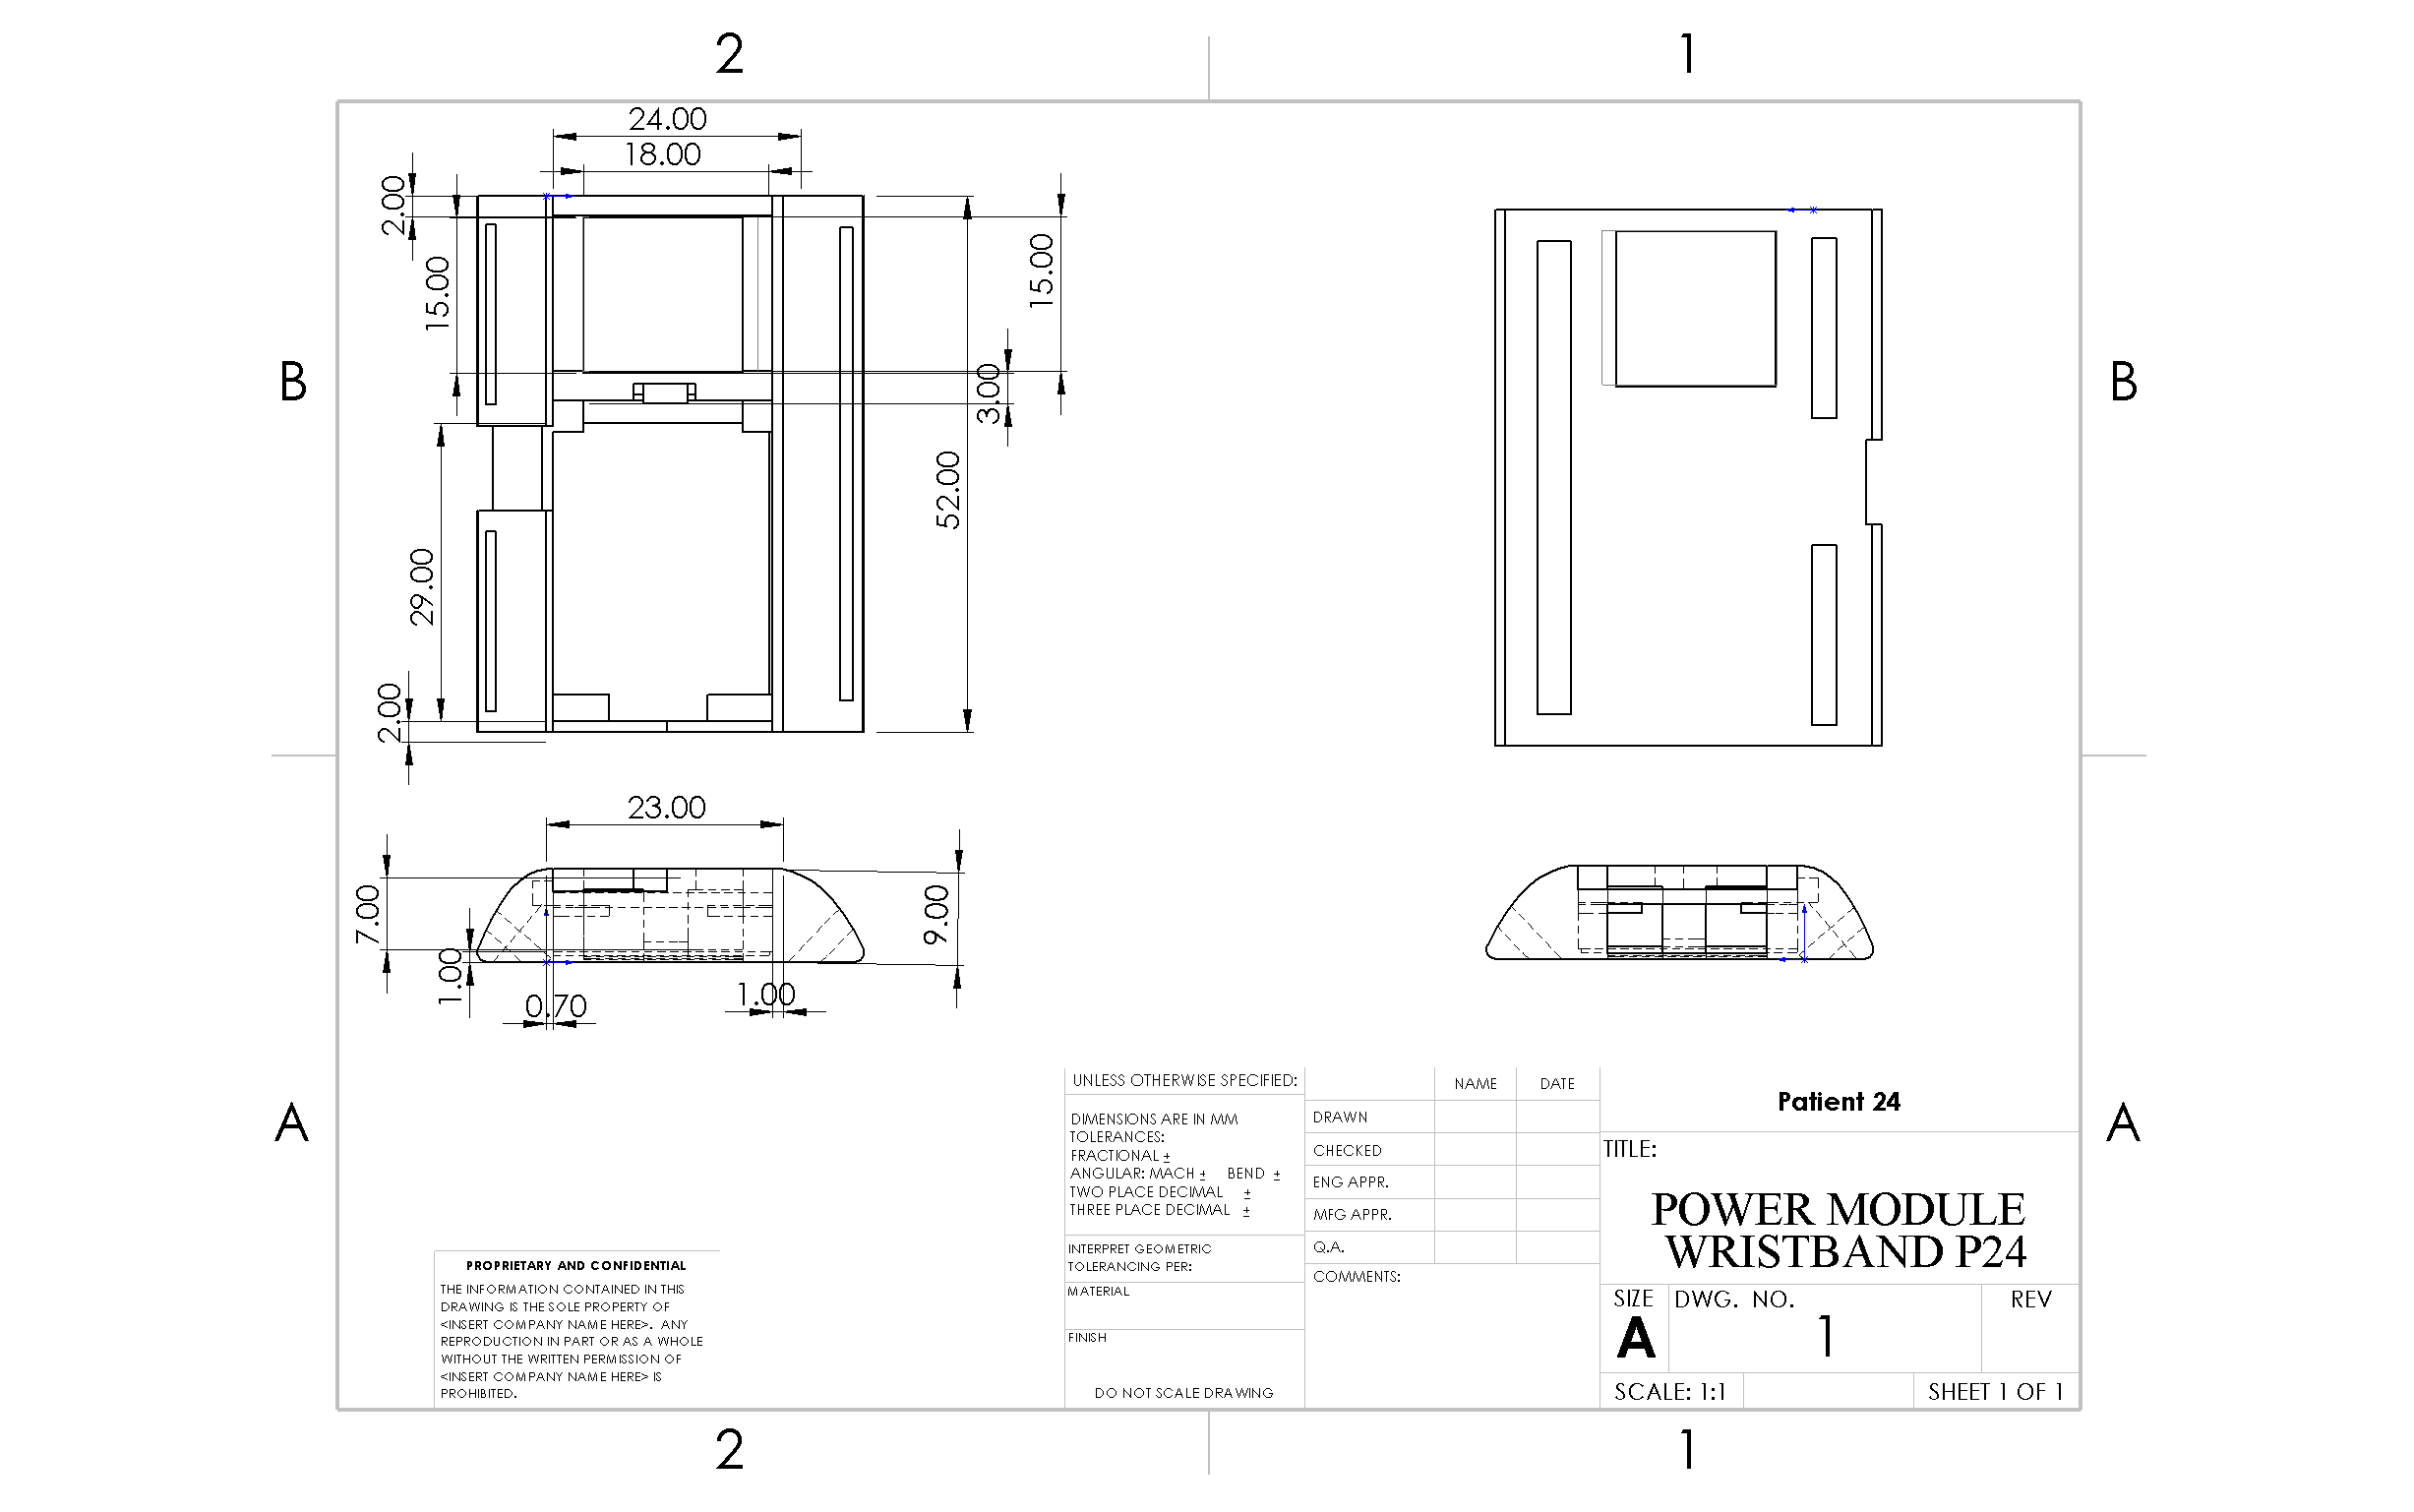 2
1
24.00
18.00
2.00
15.00
15.00
3.00
B
B
52.00
29.00
2.00
23.00
7.00
9.00
1.00
0.70
1.00
A
A
UNLESS OTHERWISE SPECIFIED:
DIMENSIONS ARE IN MM
TOLERANCES:
FRACTIONAL ±
ANGULAR: MACH ± BEND ±
TWO PLACE DECIMAL ±
THREE PLACE DECIMAL ±
INTERPRET GEOMETRIC
TOLERANCING PER:
MATERIAL
FINISH
DO NOT SCALE DRAWING
NAME DATE
DRAWN
CHECKED
ENG APPR.
MFG APPR.
Q.A.
COMMENTS:
Patient 24
TITLE:
POWER MODULE
WRISTBAND P24
SIZE DWG. NO. REV
A 1
SCALE: 1:1 SHEET 1 OF 1
PROPRIETARY AND CONFIDENTIAL
THE INFORMATION CONTAINED IN THIS
DRAWING IS THE SOLE PROPERTY OF
<INSERT COMPANY NAME HERE>. ANY
REPRODUCTION IN PART OR AS A WHOLE
WITHOUT THE WRITTEN PERMISSION OF
<INSERT COMPANY NAME HERE> IS
PROHIBITED.
2
1